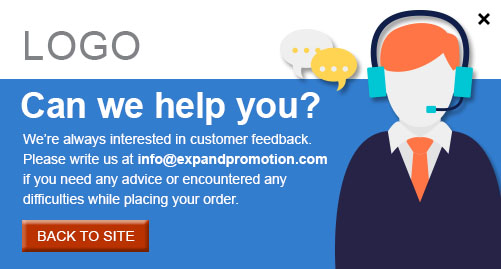 LOGO
Can we help you?
We're always interested in customer feedback.
Please write us at info@expandpromotion.com
if you need any advice or encountered any
difficulties while placing your order.
BACK TO SITE